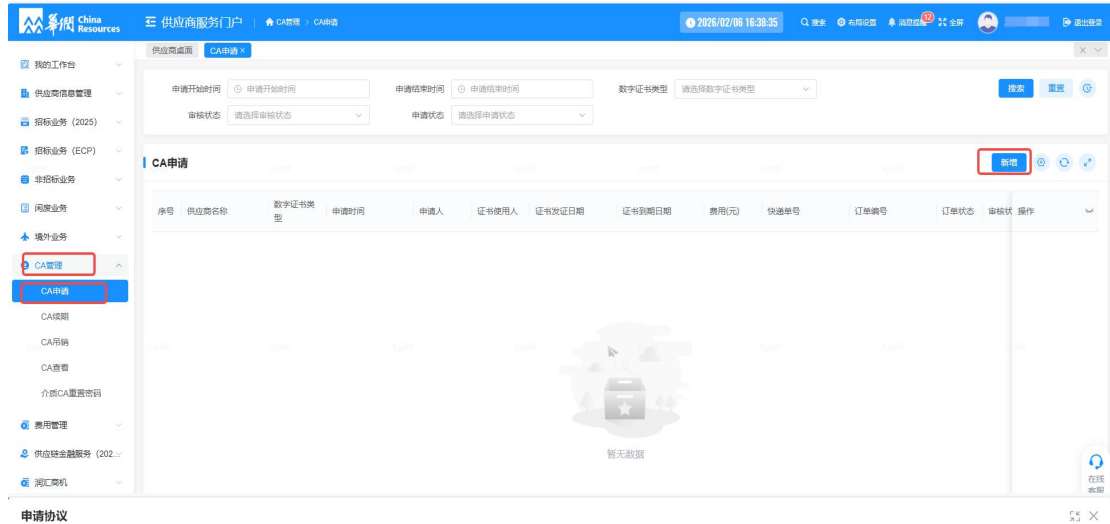 華潤 China Resources
供应商服务门户 | CA管理 > CA申请
2026/02/06 16:38:35 搜索 布局设置 消息提醒 12 全屏 退出登录
供应商桌面 CA申请 ×
我的工作台
供应商信息管理
招标业务 (2025)
招标业务 (ECP)
非招标业务
闲废业务
境外业务
CA管理
CA申请
CA续期
CA吊销
CA查看
介质CA重置密码
费用管理
供应链金融服务 (202...
润汇商机
申请开始时间 申请开始时间 申请结束时间 申请结束时间 数字证书类型 请选择数字证书类型 搜索 重置
审核状态 请选择审核状态 申请状态 请选择申请状态
CA申请 新增
序号 供应商名称 数字证书类型 申请时间 申请人 证书使用人 证书发证日期 证书到期日期 费用(元) 快递单号 订单编号 订单状态 审核状 操作
暂无数据
在线
客服
申请协议